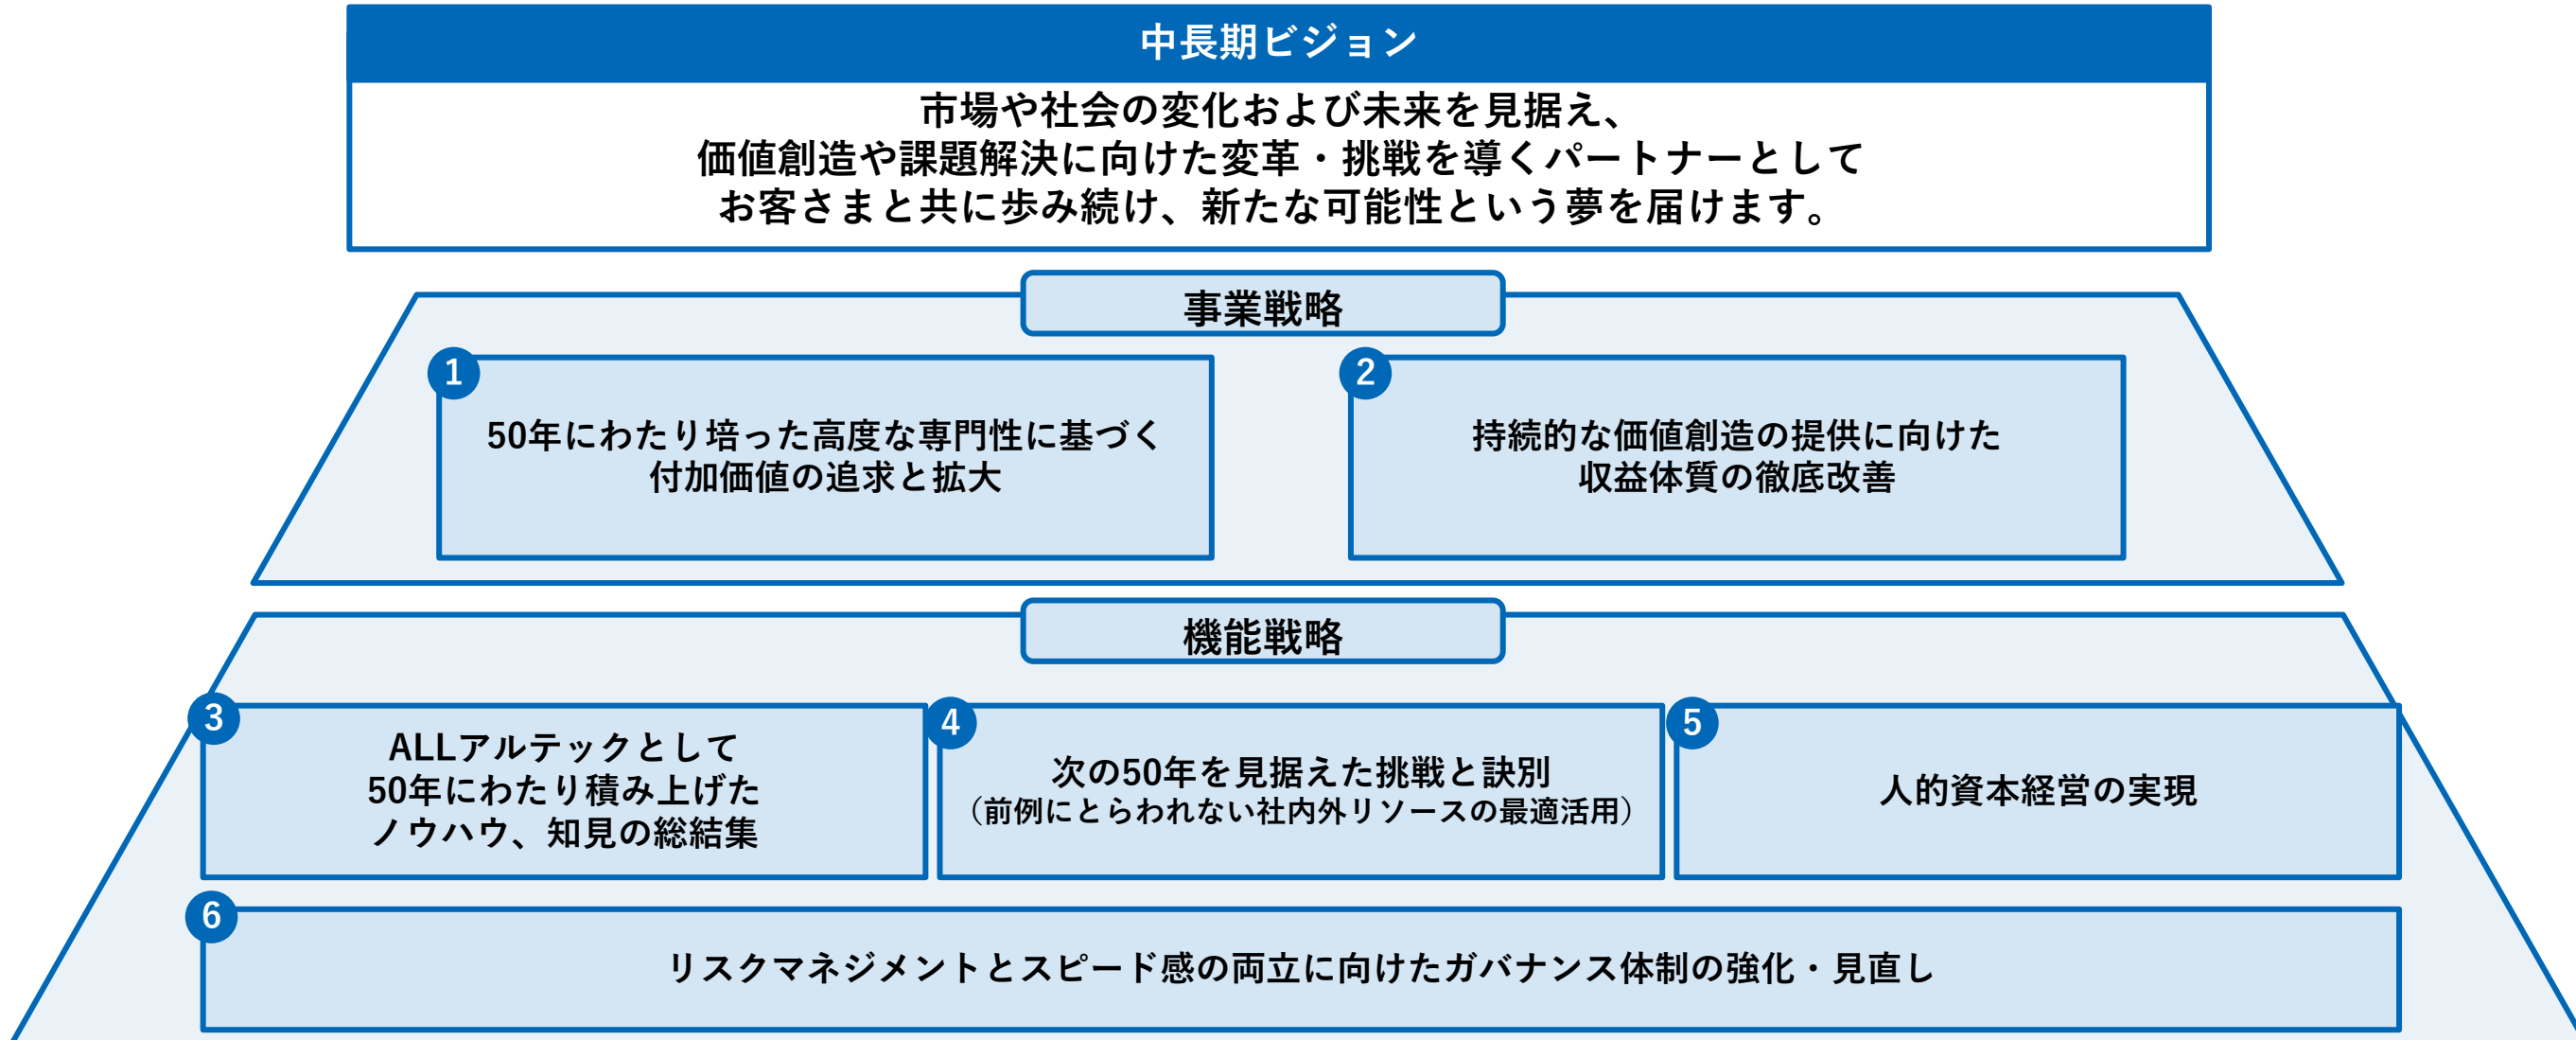 中長期ビジョン
市場や社会の変化および未来を見据え、
価値創造や課題解決に向けた変革・挑戦を導くパートナーとして
お客さまと共に歩み続け、新たな可能性という夢を届けます。
事業戦略
1
50年にわたり培った高度な専門性に基づく
付加価値の追求と拡大
2
持続的な価値創造の提供に向けた
収益体質の徹底改善
機能戦略
3
ALLアルテックとして
50年にわたり積み上げた
ノウハウ、知見の総結集
4
次の50年を見据えた挑戦と訣別
（前例にとらわれない社内外リソースの最適活用）
5
人的資本経営の実現
6
リスクマネジメントとスピード感の両立に向けたガバナンス体制の強化・見直し